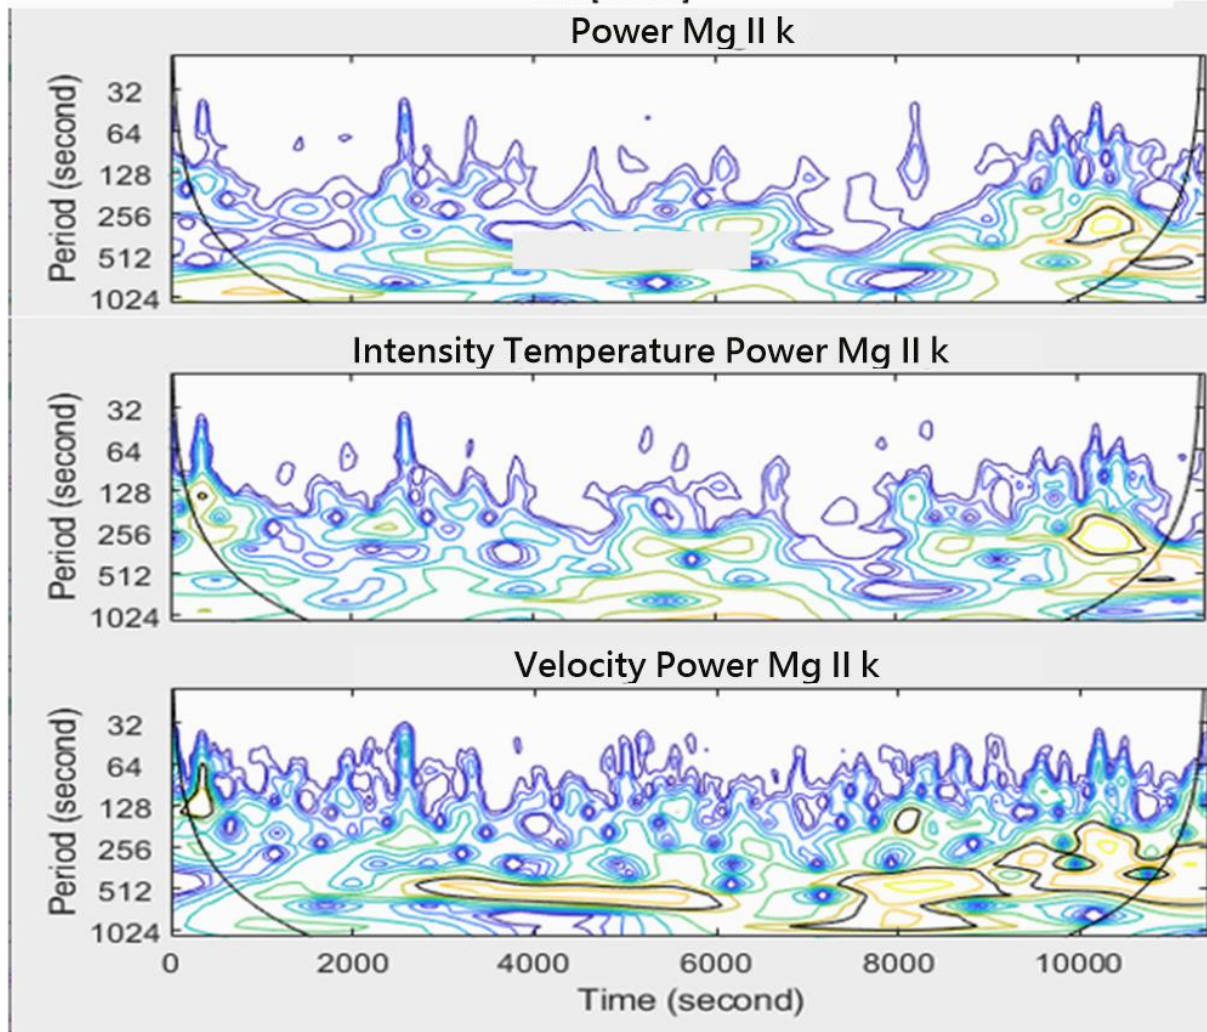 Power Mg II k
Period (second)
32
64
128
256
512
1024
Intensity Temperature Power Mg II k
Period (second)
32
64
128
256
512
1024
Velocity Power Mg II k
Period (second)
32
64
128
256
512
1024
0 2000 4000 6000 8000 10000
Time (second)